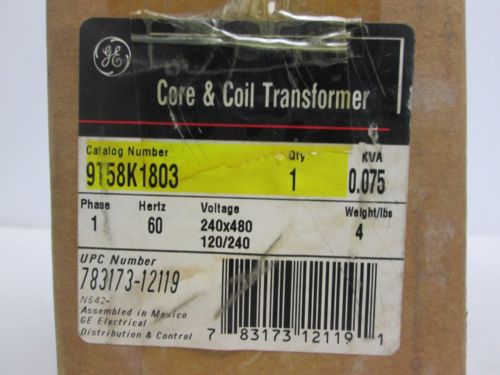 GE
Core & Coil Transformer
Catalog Number Qty KVA
9T58K1803 1 0.075
Phase Hertz Voltage Weight/lbs
1 60 240x480 4
120/240
UPC Number
783173-12119
NS42-
Assembled in Mexico
GE Electrical
Distribution & Control
7 83173 12119 1